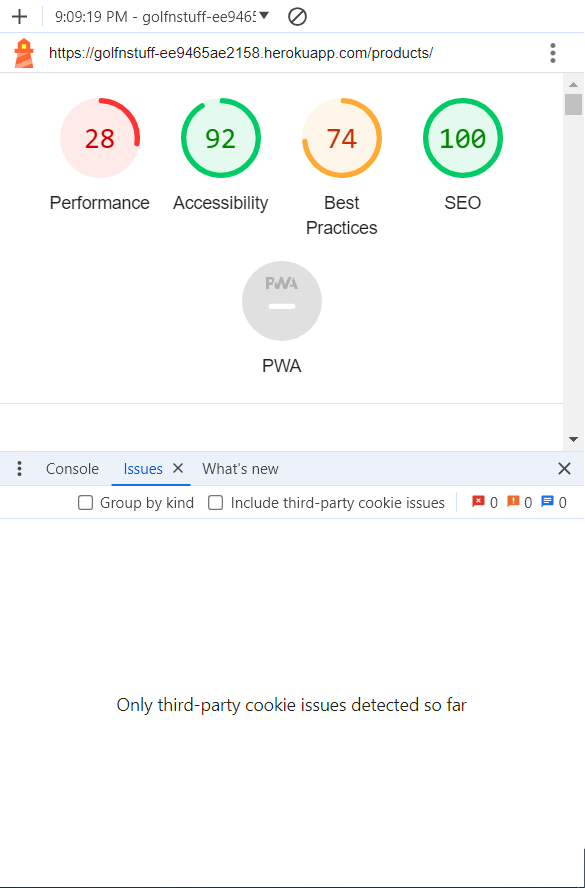 9:09:19 PM - golfnstuff-ee9465
https://golfnstuff-ee9465ae2158.herokuapp.com/products/
28 92 74 100
Performance Accessibility Best Practices SEO
PWA
PWA
Console Issues What's new
Group by kind Include third-party cookie issues 0 0 0
Only third-party cookie issues detected so far